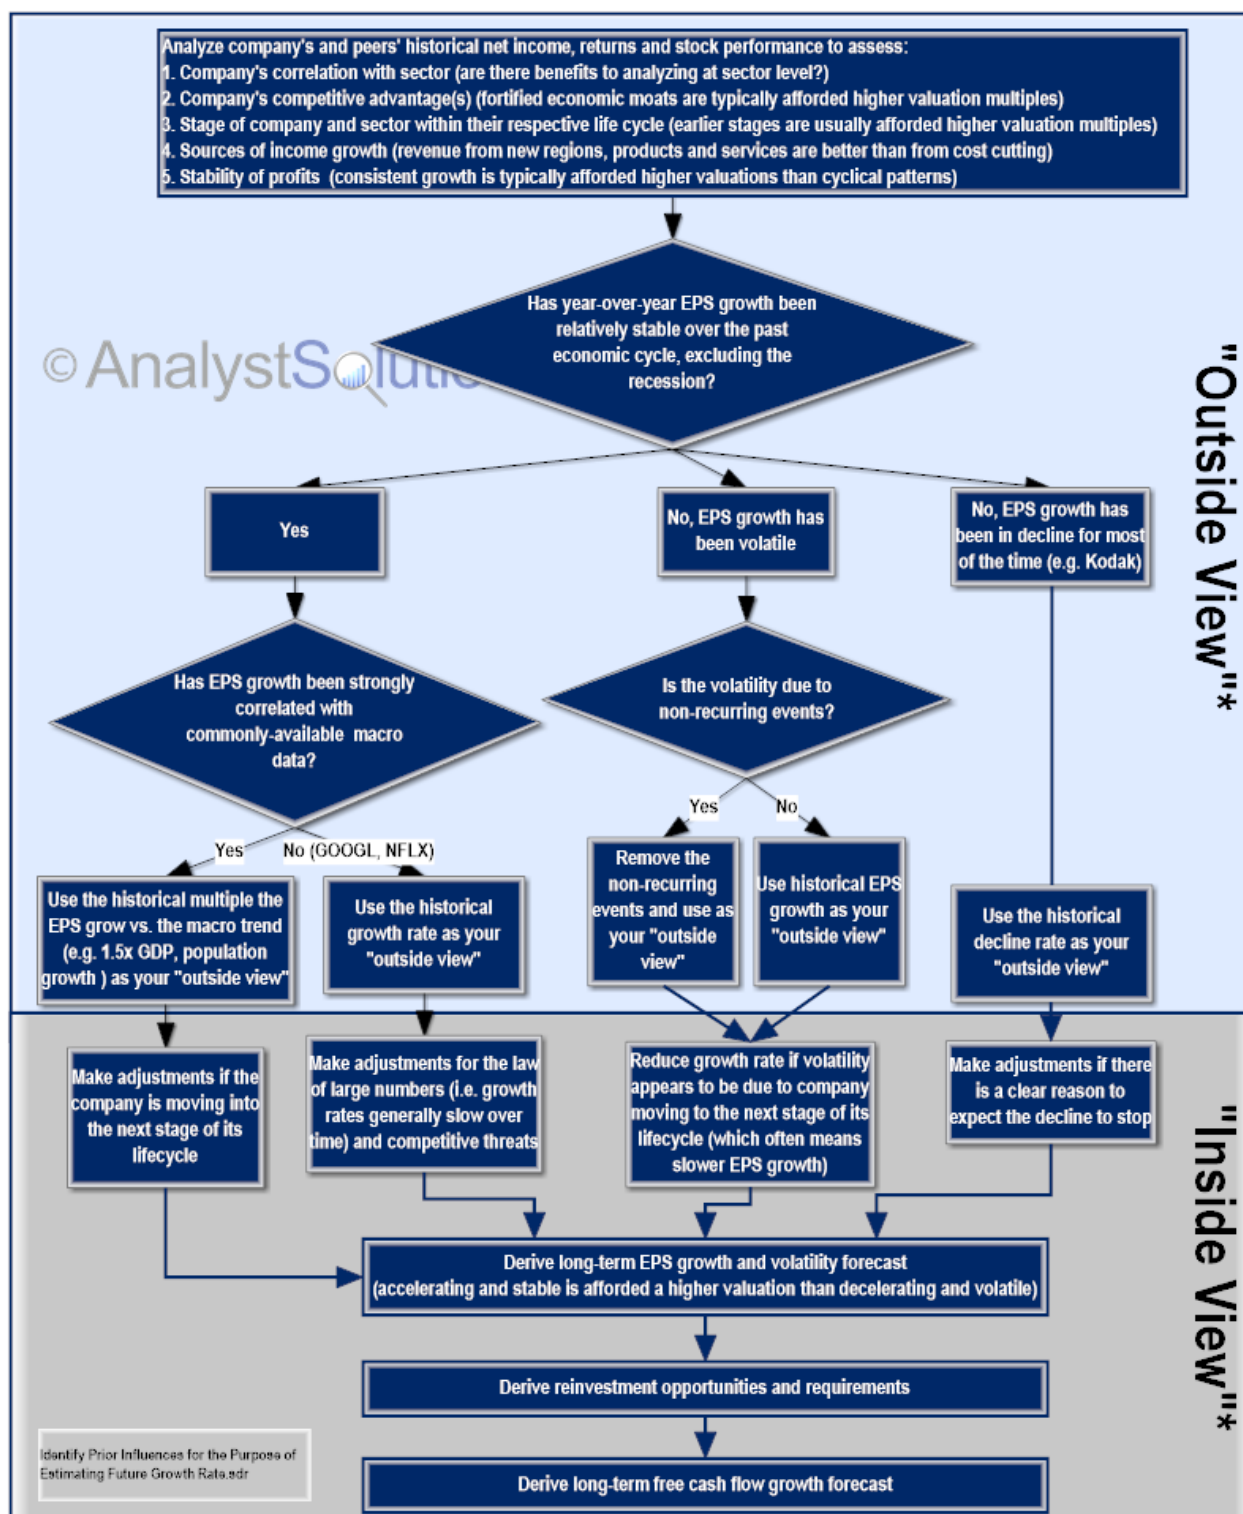 Analyze company's and peers' historical net income, returns and stock performance to assess:
1. Company's correlation with sector (are there benefits to analyzing at sector level?)
2. Company's competitive advantage(s) (fortified economic moats are typically afforded higher valuation multiples)
3. Stage of company and sector within their respective life cycle (earlier stages are usually afforded higher valuation multiples)
4. Sources of income growth (revenue from new regions, products and services are better than from cost cutting)
5. Stability of profits (consistent growth is typically afforded higher valuations than cyclical patterns)
Has year-over-year EPS growth been
relatively stable over the past
economic cycle, excluding the
recession?
© AnalystSolutio
"Outside View"*
Yes
No, EPS growth has
been volatile
No, EPS growth has
been in decline for most
of the time (e.g. Kodak)
Has EPS growth been strongly
correlated with
commonly-available macro
data?
Is the volatility due to
non-recurring events?
Yes
No (GOOGL, NFLX)
Yes
No
Use the historical multiple the
EPS grow vs. the macro trend
(e.g. 1.5x GDP, population
growth ) as your "outside view"
Use the historical
growth rate as your
"outside view"
Remove the
non-recurring
events and use as
your "outside
view"
Use historical EPS
growth as your
"outside view"
Use the historical
decline rate as your
"outside view"
Make adjustments if the
company is moving into
the next stage of its
lifecycle
Make adjustments for the law
of large numbers (i.e. growth
rates generally slow over
time) and competitive threats
Reduce growth rate if volatility
appears to be due to company
moving to the next stage of its
lifecycle (which often means
slower EPS growth)
Make adjustments if there
is a clear reason to
expect the decline to stop
"Inside View"*
Derive long-term EPS growth and volatility forecast
(accelerating and stable is afforded a higher valuation than decelerating and volatile)
Derive reinvestment opportunities and requirements
Derive long-term free cash flow growth forecast
Identify Prior Influences for the Purpose of
Estimating Future Growth Rate.sdr